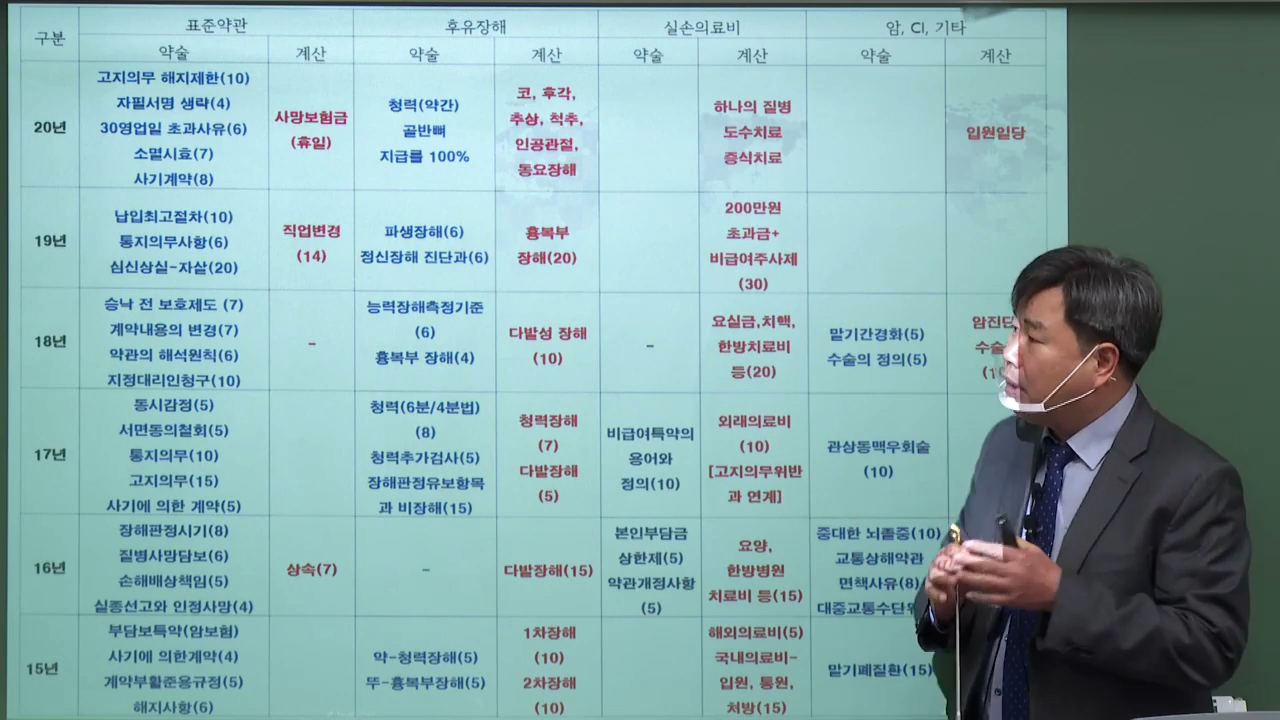 구분 표준약관 후유장해 실손의료비 암, CI, 기타
약술 계산 약술 계산 약술 계산 약술 계산
20년
고지의무 해지제한(10)
자필서명 생략(4)
30영업일 초과사유(6)
소멸시효(7)
사기계약(8)
사망보험금
(휴일)
청력(약간)
골반뼈
지급률 100%
코, 후각,
추상, 척추,
인공관절,
동요장해
하나의 질병
도수치료
증식치료
입원일당
19년
납입최고절차(10)
통지의무사항(6)
심신상실-자살(20)
직업변경
(14)
파생장해(6)
정신장해 진단과(6)
흉복부
장해(20)
200만원
초과금+
비급여주사제
(30)
18년
승낙 전 보호제도 (7)
계약내용의 변경(7)
약관의 해석원칙(6)
지정대리인청구(10)
-
능력장해측정기준
(6)
흉복부 장해(4)
다발성 장해
(10)
-
요실금,치핵,
한방치료비
등(20)
말기간경화(5)
수술의 정의(5)
17년
동시감정(5)
서면동의철회(5)
통지의무(10)
고지의무(15)
사기에 의한 계약(5)
청력(6분/4분법)
(8)
청력추가검사(5)
장해판정유보항목
과 비장해(15)
청력장해
(7)
다발장해
(5)
비급여특약의
용어와
정의(10)
외래의료비
(10)
[고지의무위반
과 연계]
관상동맥우회술
(10)
16년
장해판정시기(8)
질병사망담보(6)
손해배상책임(5)
실종선고와 인정사망(4)
상속(7)
-
다발장해(15)
본인부담금
상한제(5)
약관개정사항
(5)
요양,
한방병원
치료비 등(15)
중대한 뇌졸중(10)
교통상해약관
면책사유(8)
대중교통수단
15년
부담보특약(암보험)
사기에 의한계약(4)
계약부활준용규정(5)
해지사항(6)
약-청력장해(5)
뚜-흉복부장해(5)
1차장해
(10)
2차장해
(10)
해외의료비(5)
국내의료비-
입원, 통원,
처방(15)
말기폐질환(15)